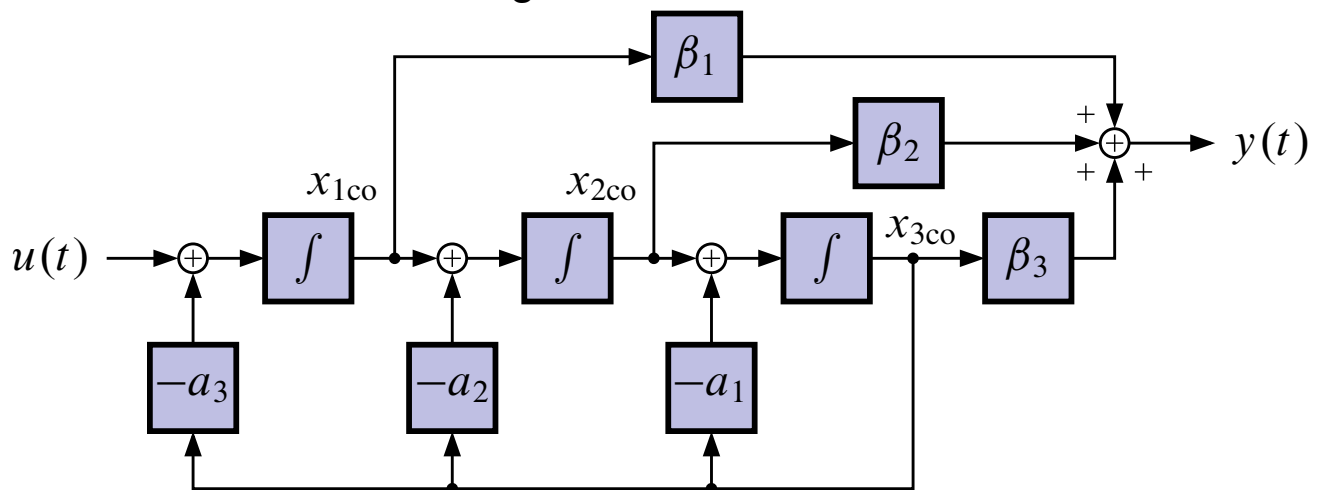 β₁
+
β₂
+
y(t)
+ +
x₁co x₂co x₃co
u(t) + ∫ + ∫ + ∫ β₃
−a₃ −a₂ −a₁